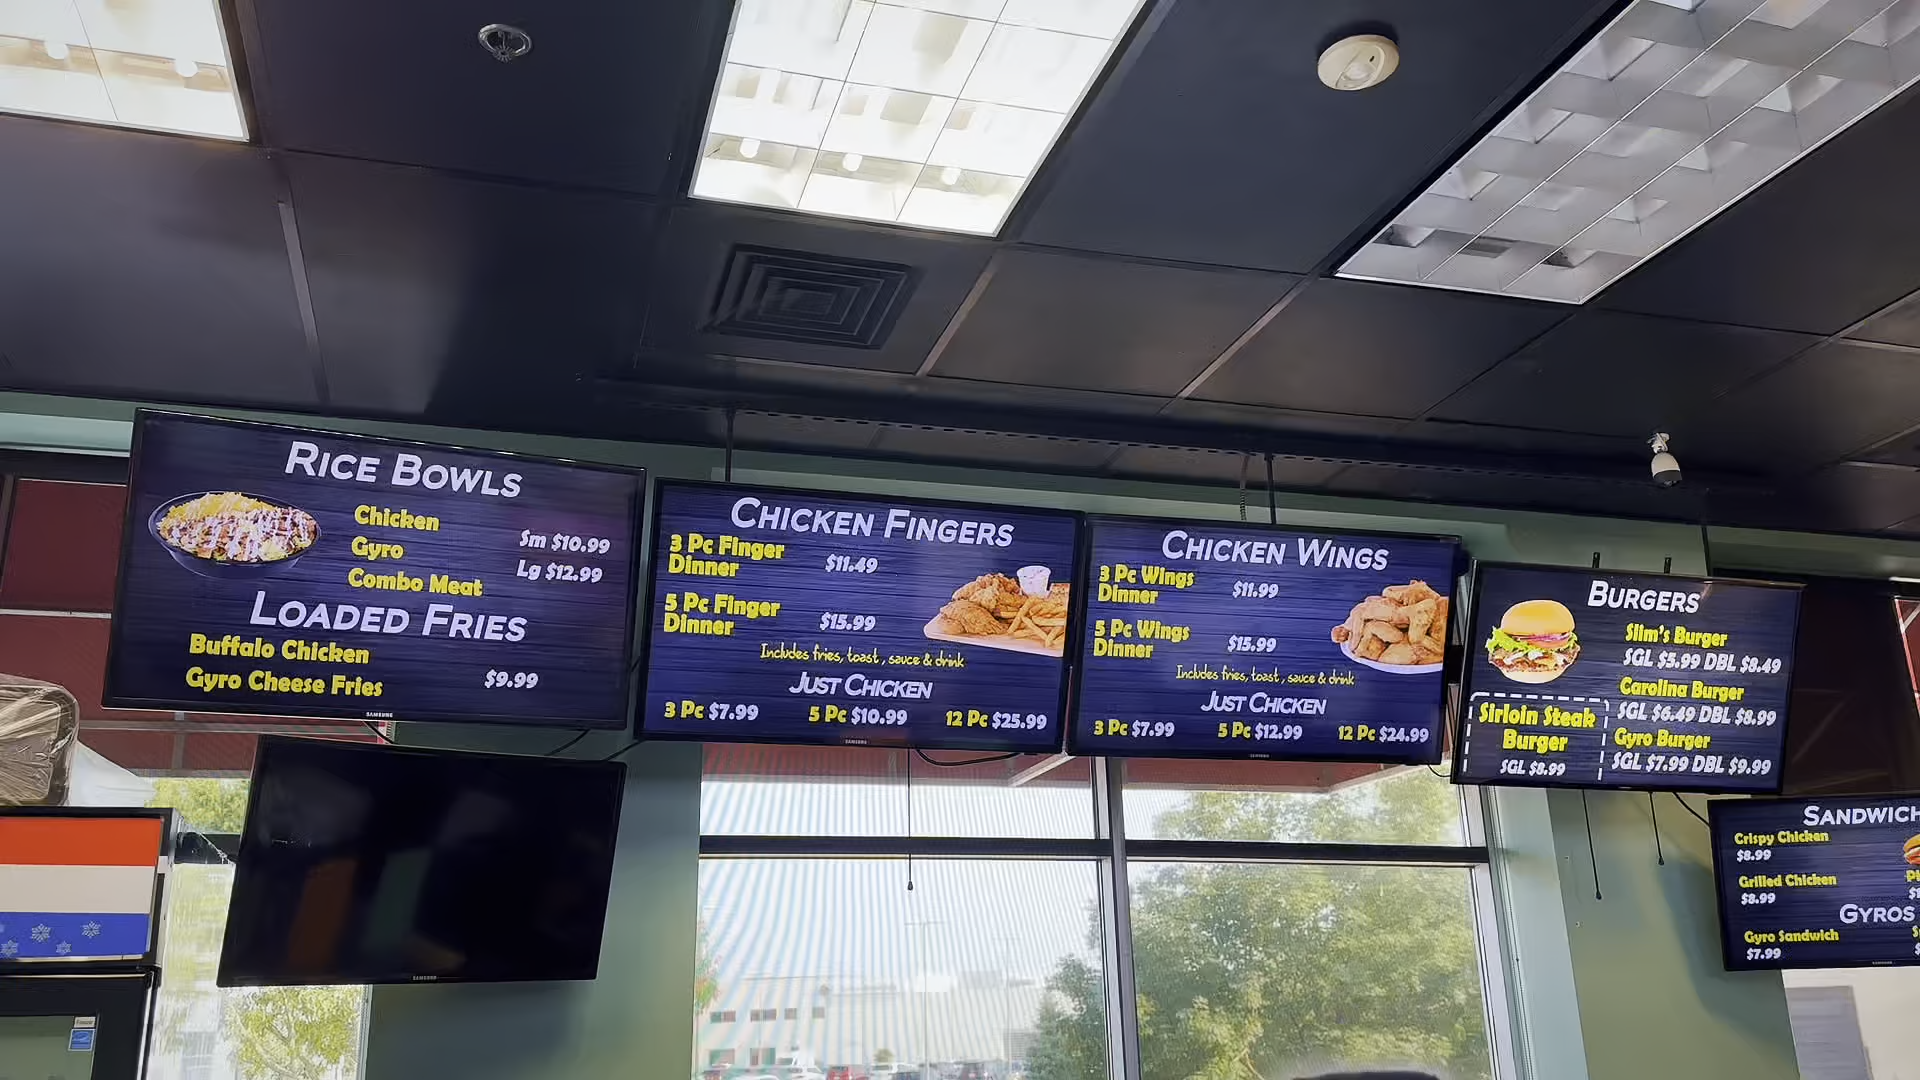 RICE BOWLS
Chicken
Gyro
Combo Meat
Sm $10.99
Lg $12.99
LOADED FRIES
Buffalo Chicken
Gyro Cheese Fries
$9.99
SAMSUNG
CHICKEN FINGERS
3 Pc Finger
Dinner
$11.49
5 Pc Finger
Dinner
$15.99
Includes fries, toast, sauce & drink
JUST CHICKEN
3 Pc $7.99 5 Pc $10.99 12 Pc $25.99
SAMSUNG
CHICKEN WINGS
3 Pc Wings
Dinner
$11.99
5 Pc Wings
Dinner
$15.99
Includes fries, toast, sauce & drink
JUST CHICKEN
3 Pc $7.99 5 Pc $12.99 12 Pc $24.99
SAMSUNG
BURGERS
Slim's Burger
SGL $5.99 DBL $8.49
Carolina Burger
SGL $6.49 DBL $8.99
Gyro Burger
SGL $7.99 DBL $9.99
Sirloin Steak
Burger
SGL $8.99
SANDWICH
Crispy Chicken
$8.99
Grilled Chicken
$8.99
GYROS
Gyro Sandwich
$7.99
SAMSUNG